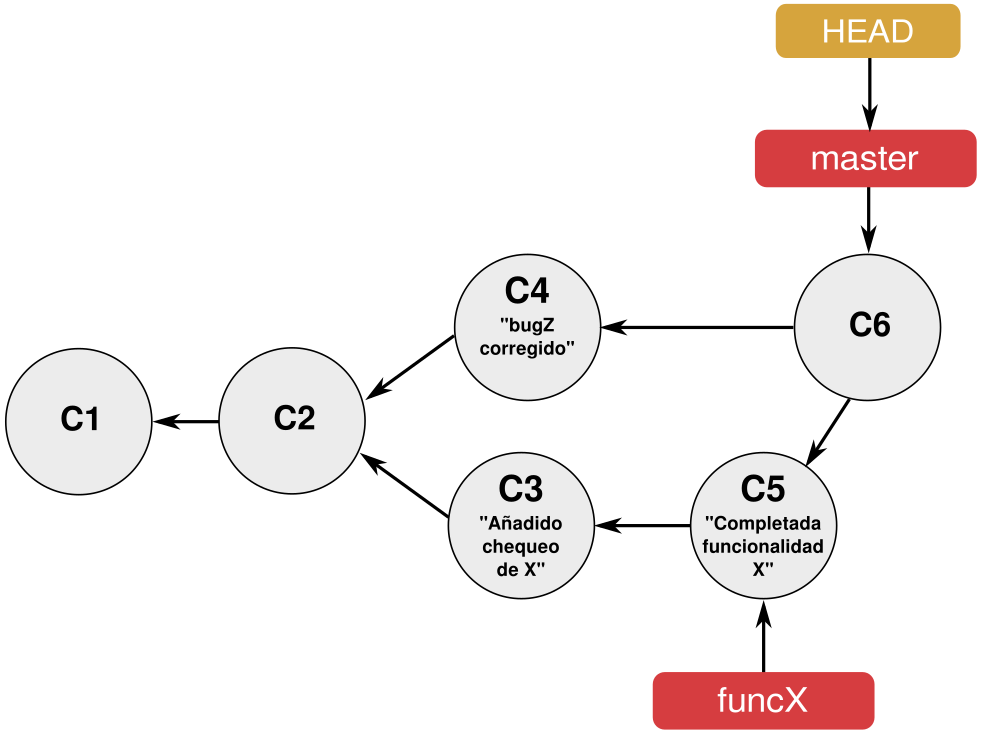 HEAD
master
C4
"bugZ
corregido"
C6
C1
C2
C3
"Añadido
chequeo
de X"
C5
"Completada
funcionalidad
X"
funcX